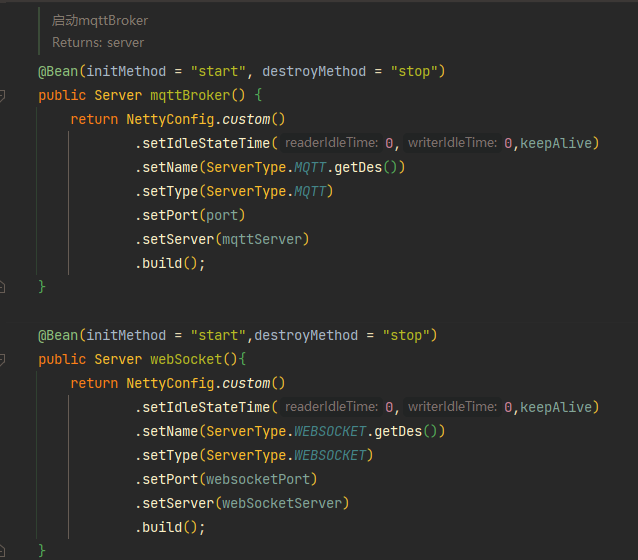 启动mqttBroker
Returns: server
@Bean(initMethod = "start", destroyMethod = "stop")
public Server mqttBroker() {
return NettyConfig.custom()
.setIdleStateTime( readerIdleTime: 0, writerIdleTime: 0,keepAlive)
.setName(ServerType.MQTT.getDes())
.setType(ServerType.MQTT)
.setPort(port)
.setServer(mqttServer)
.build();
}
@Bean(initMethod = "start",destroyMethod = "stop")
public Server webSocket(){
return NettyConfig.custom()
.setIdleStateTime( readerIdleTime: 0, writerIdleTime: 0,keepAlive)
.setName(ServerType.WEBSOCKET.getDes())
.setType(ServerType.WEBSOCKET)
.setPort(websocketPort)
.setServer(webSocketServer)
.build();
}